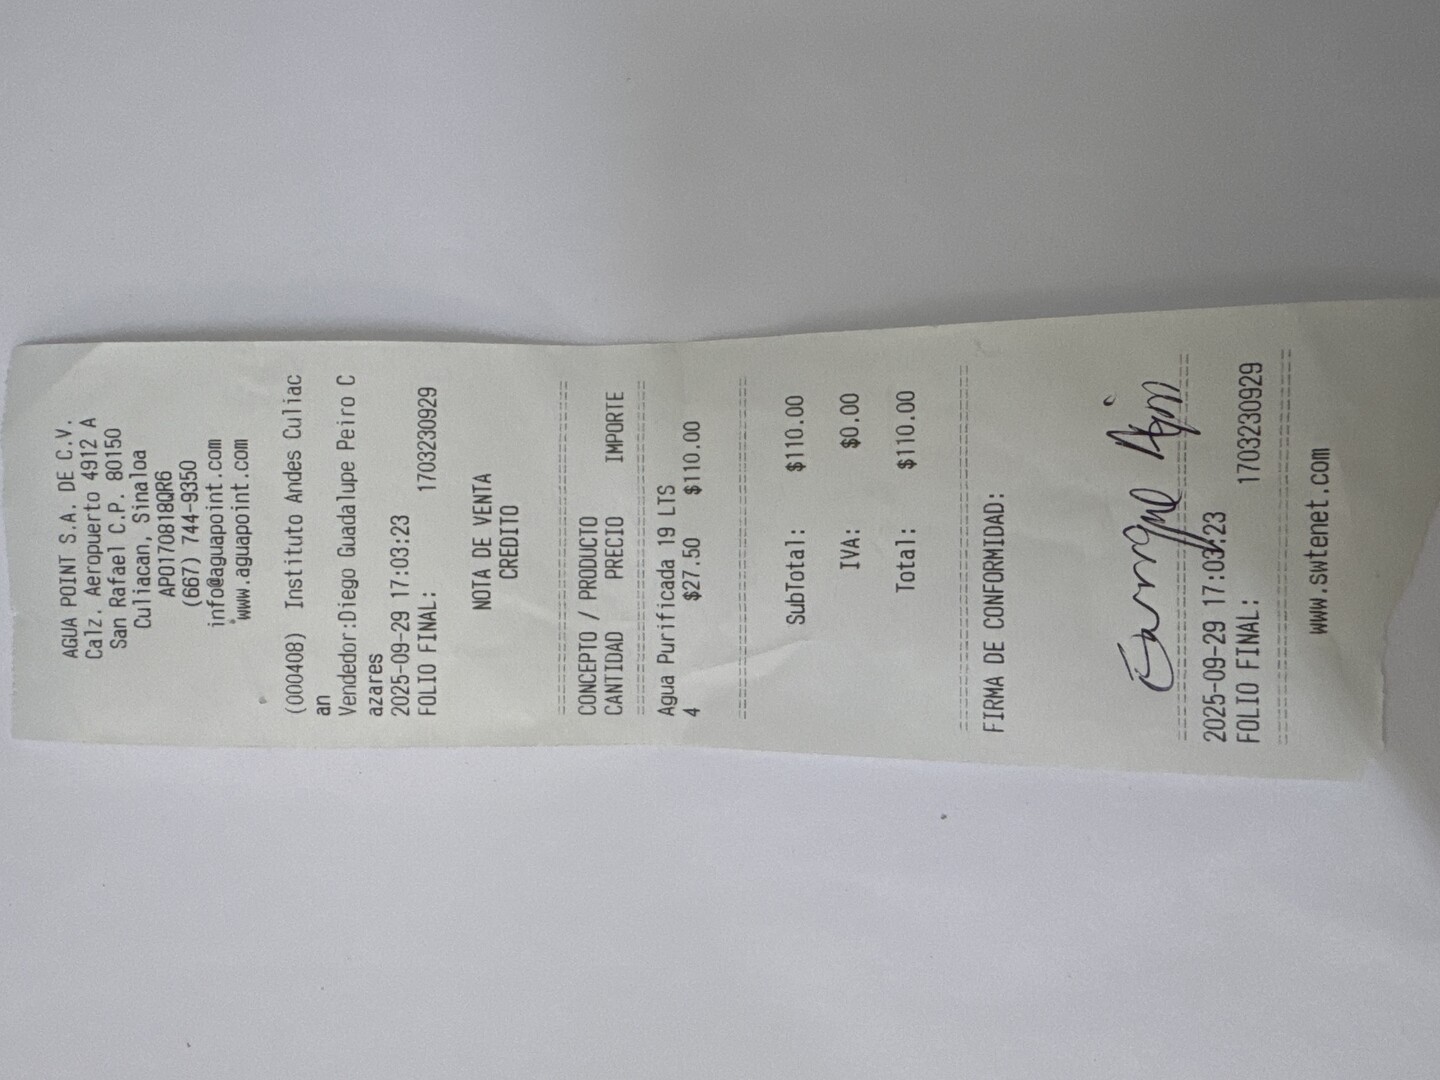 AGUA POINT S.A. DE C.V.
Calz. Aeropuerto 4912 A
San Rafael C.P. 80150
Culiacan, Sinaloa
APO170818QR6
(667) 744-9350
info@aguapoint.com
www.aguapoint.com
(000408) Instituto Andes Culiac
an
Vendedor:Diego Guadalupe Peiro C
azares
2025-09-29 17:03:23
FOLIO FINAL: 1703230929
NOTA DE VENTA
CREDITO
CONCEPTO / PRODUCTO
CANTIDAD PRECIO IMPORTE
Agua Purificada 19 LTS
4 $27.50 $110.00
SubTotal: $110.00
IVA: $0.00
Total: $110.00
FIRMA DE CONFORMIDAD:
2025-09-29 17:03:23
FOLIO FINAL: 1703230929
www.swtenet.com